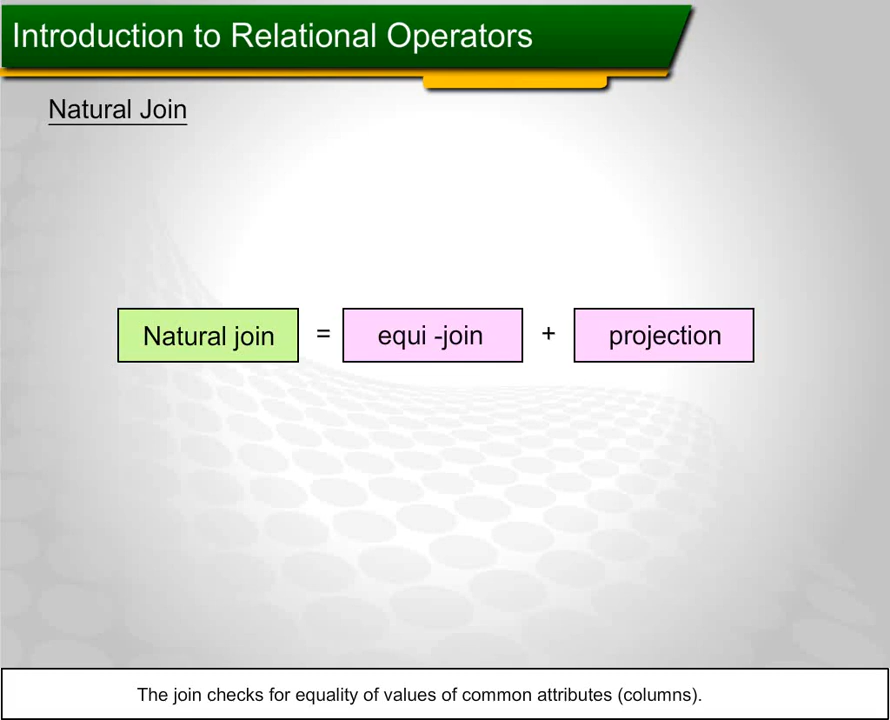 Introduction to Relational Operators
Natural Join
Natural join = equi -join + projection
The join checks for equality of values of common attributes (columns).